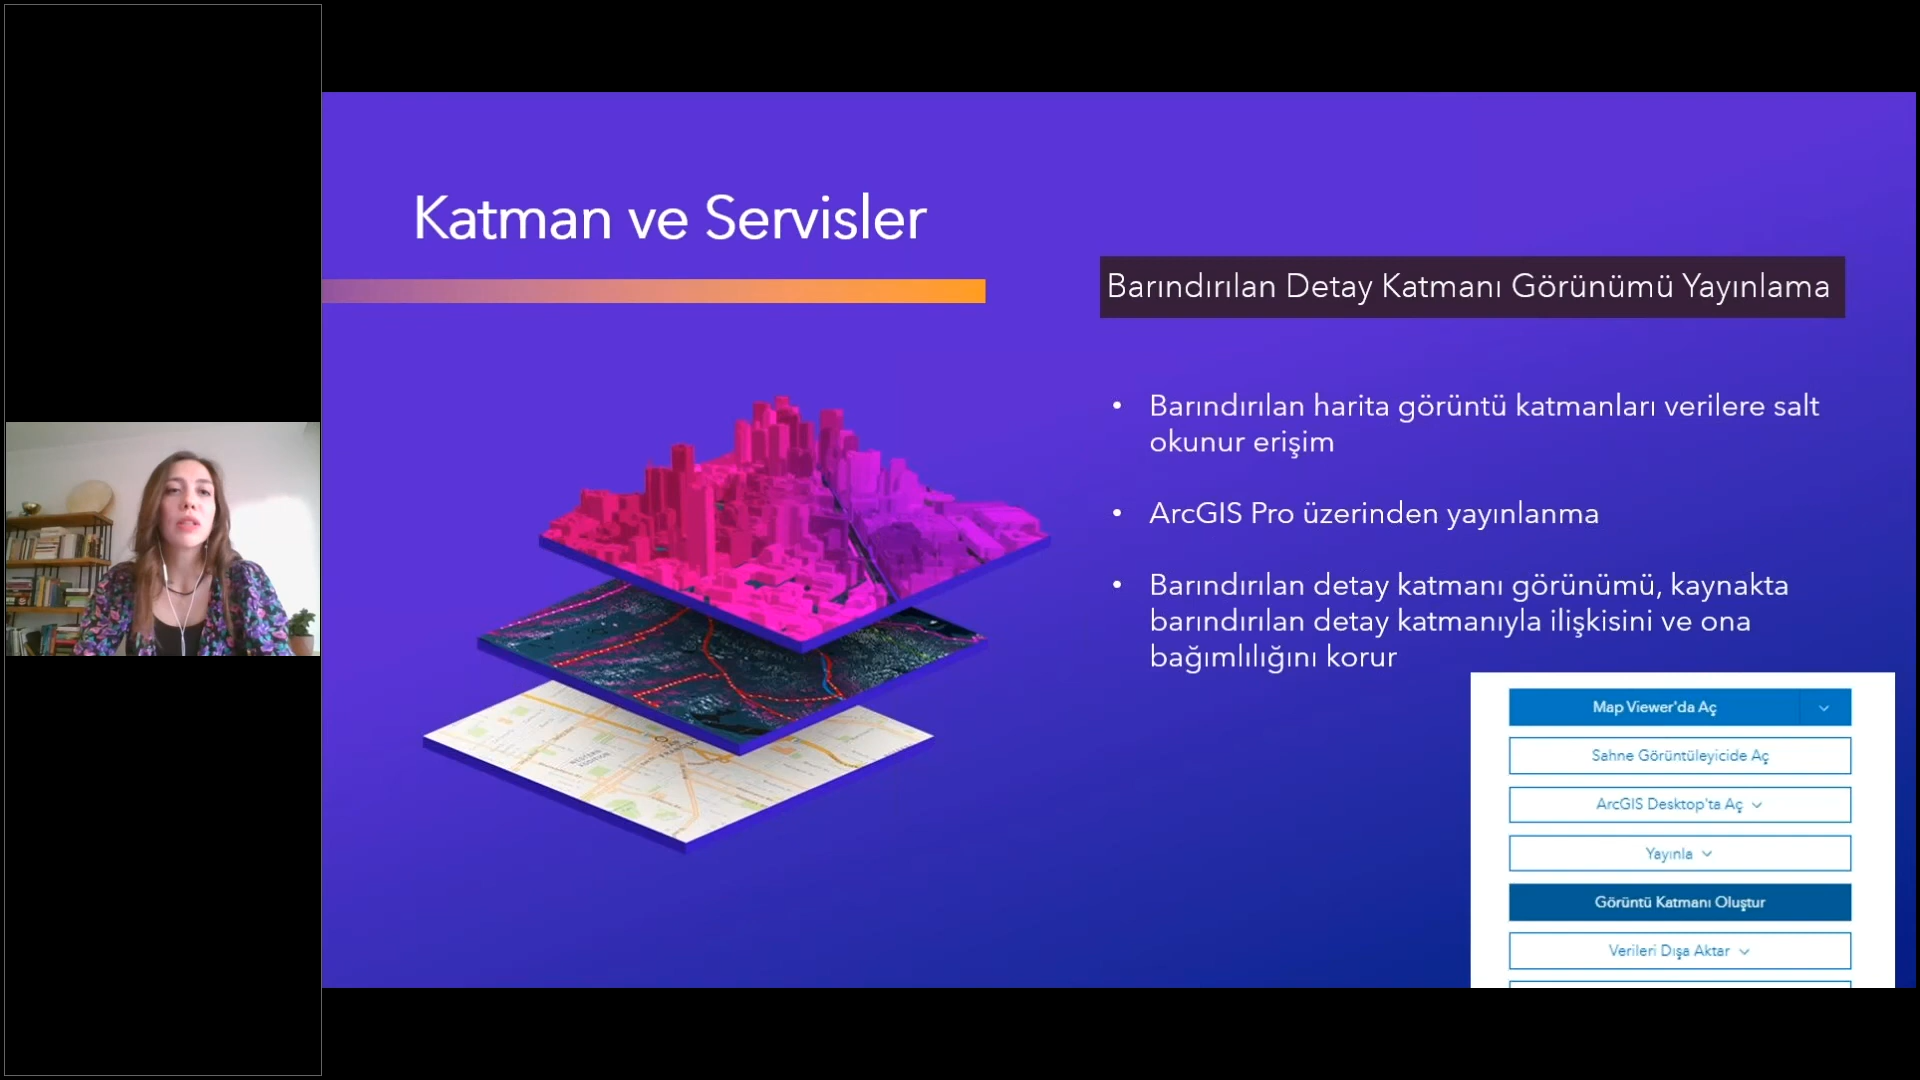 Katman ve Servisler
Barındırılan Detay Katmanı Görünümü Yayınlama
• Barındırılan harita görüntü katmanları verilere salt
okunur erişim
• ArcGIS Pro üzerinden yayınlanma
• Barındırılan detay katmanı görünümü, kaynakta
barındırılan detay katmanıyla ilişkisini ve ona
bağımlılığını korur
Map Viewer'da Aç
Sahne Görüntüleyicide Aç
ArcGIS Desktop'ta Aç
Yayınla
Görüntü Katmanı Oluştur
Verileri Dışa Aktar
WESTERN
ADDITION